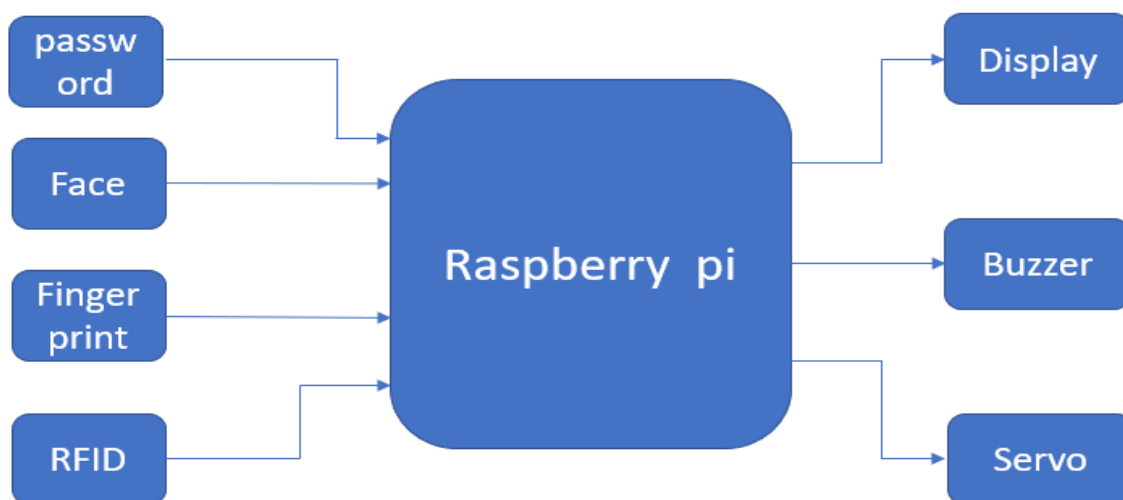 passw
ord
Face
Finger
print
RFID
Raspberry pi
Display
Buzzer
Servo